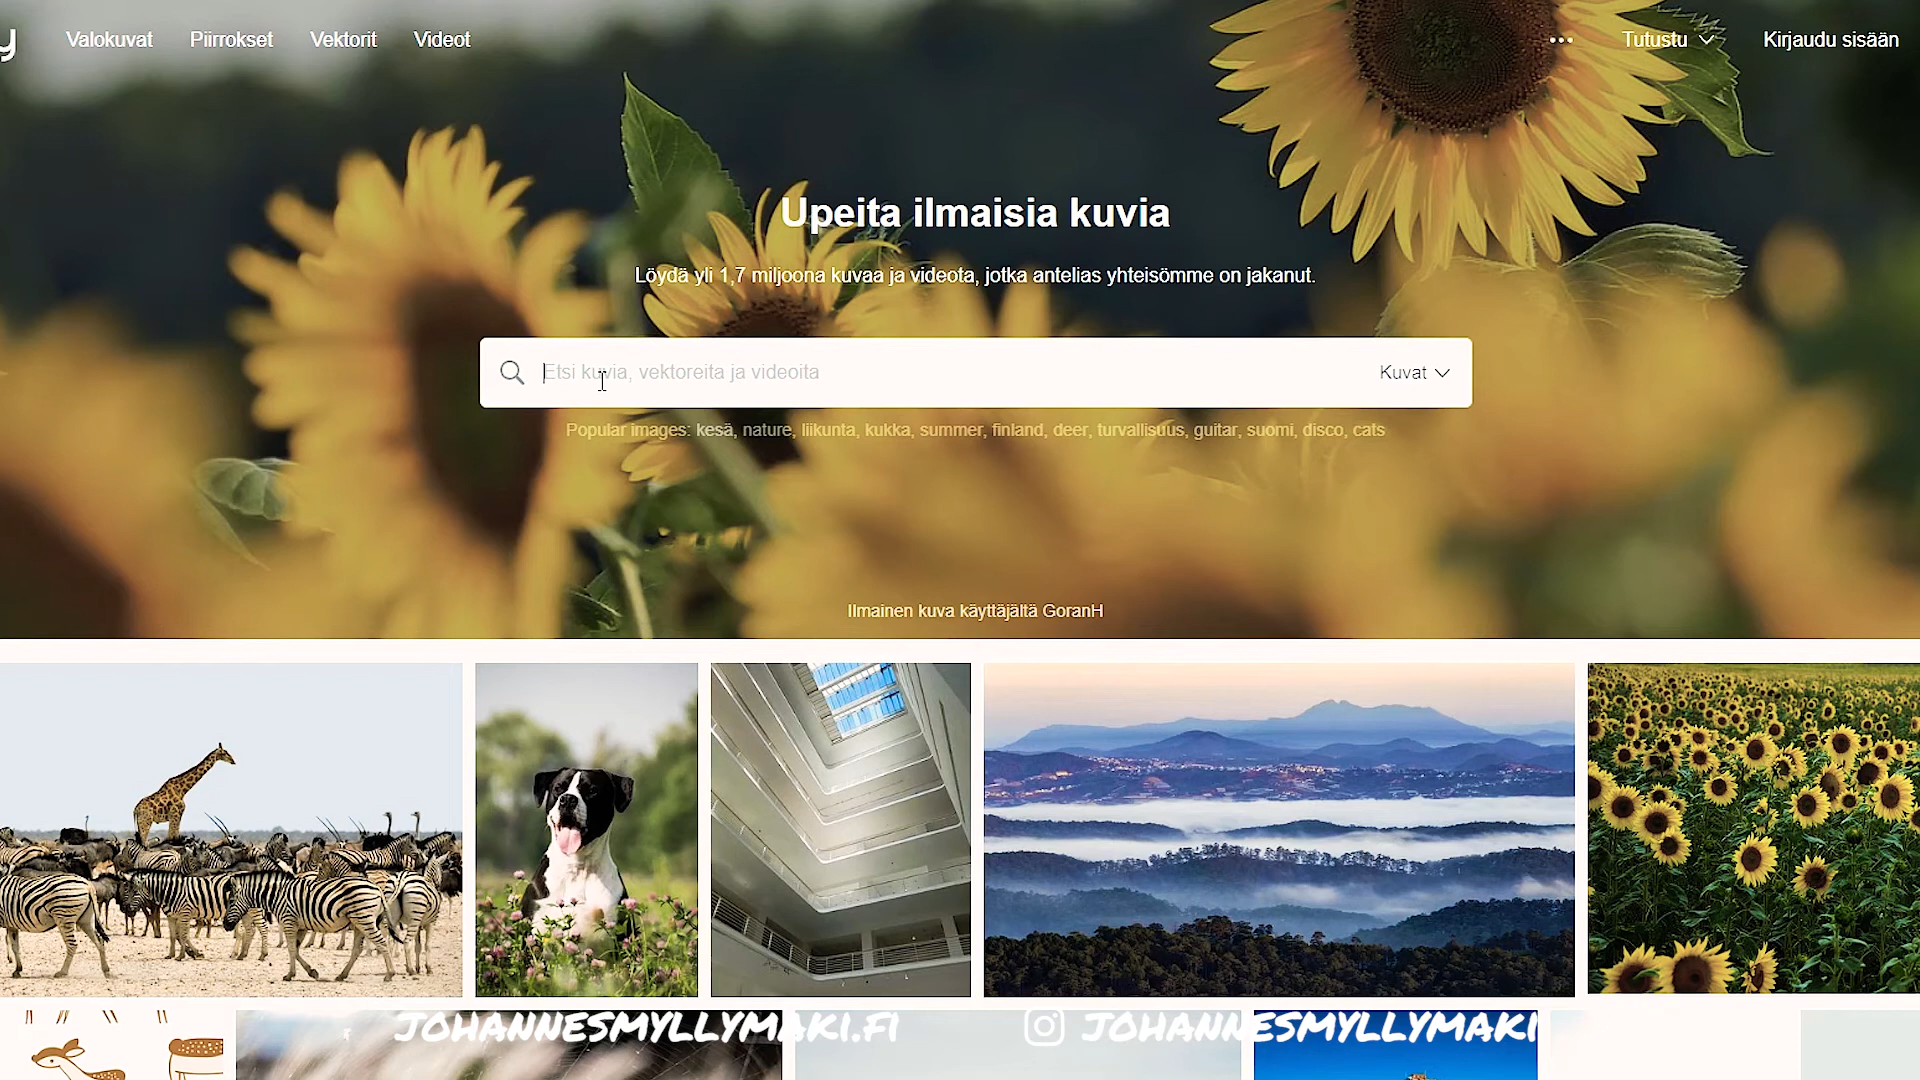 y Valokuvat Piirrokset Vektorit Videot ... Tutustu Kirjaudu sisään
Upeita ilmaisia kuvia
Löydä yli 1,7 miljoona kuvaa ja videota, jotka antelias yhteisömme on jakanut.
Etsi kuvia, vektoreita ja videoita Kuvat
Popular images: kesä, nature, liikunta, kukka, summer, finland, deer, turvallisuus, guitar, suomi, disco, cats
Ilmainen kuva käyttäjältä GoranH
JOHANNESMYLLYMAKI.FI JOHANNESMYLLYMAKI